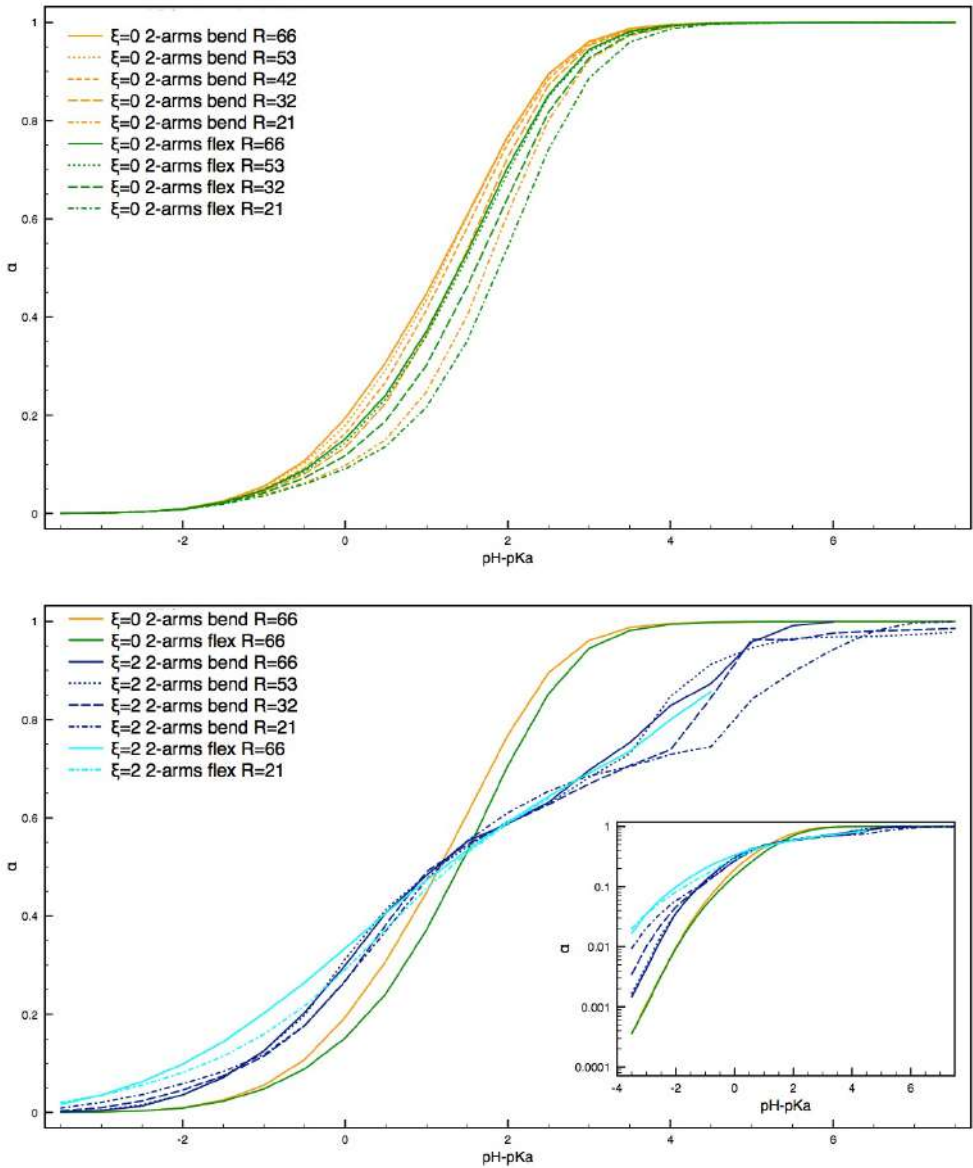 1
0.8
0.6
0.4
0.2
0
α
ξ=0 2-arms bend R=66
ξ=0 2-arms bend R=53
ξ=0 2-arms bend R=42
ξ=0 2-arms bend R=32
ξ=0 2-arms bend R=21
ξ=0 2-arms flex R=66
ξ=0 2-arms flex R=53
ξ=0 2-arms flex R=32
ξ=0 2-arms flex R=21
-2 0 2 4 6
pH-pKa
1
0.8
0.6
0.4
0.2
0
α
ξ=0 2-arms bend R=66
ξ=0 2-arms flex R=66
ξ=2 2-arms bend R=66
ξ=2 2-arms bend R=53
ξ=2 2-arms bend R=32
ξ=2 2-arms bend R=21
ξ=2 2-arms flex R=66
ξ=2 2-arms flex R=21
1
0.1
0.01
0.001
0.0001
α
-4 -2 0 2 4 6
pH-pKa
-2 0 2 4 6
pH-pKa